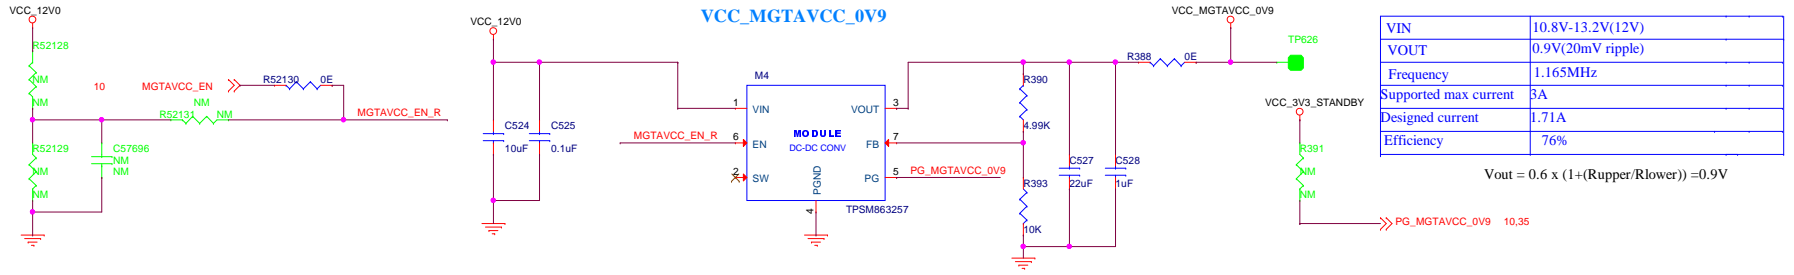 VCC_MGTAVCC_0V9
VCC_12V0
R52128
NM
NM
10
MGTAVCC_EN
R52130
0E
NM
R52131
NM
MGTAVCC_EN_R
R52129
NM
NM
C57696
NM
NM
VCC_12V0
C524
10uF
C525
0.1uF
MGTAVCC_EN_R
M4
1
VIN
6
EN
2
SW
MODULE
DC-DC CONV
PGND
4
VOUT
3
FB
7
PG
5
PG_MGTAVCC_0V9
TPSM863257
R390
4.99K
R393
10K
C527
22uF
C528
1uF
R388
0E
VCC_MGTAVCC_0V9
TP626
VCC_3V3_STANDBY
R391
NM
NM
PG_MGTAVCC_0V9
10,35
VIN 10.8V-13.2V(12V)
VOUT 0.9V(20mV ripple)
Frequency 1.165MHz
Supported max current 3A
Designed current 1.71A
Efficiency 76%
Vout = 0.6 x (1+(Rupper/Rlower)) =0.9V